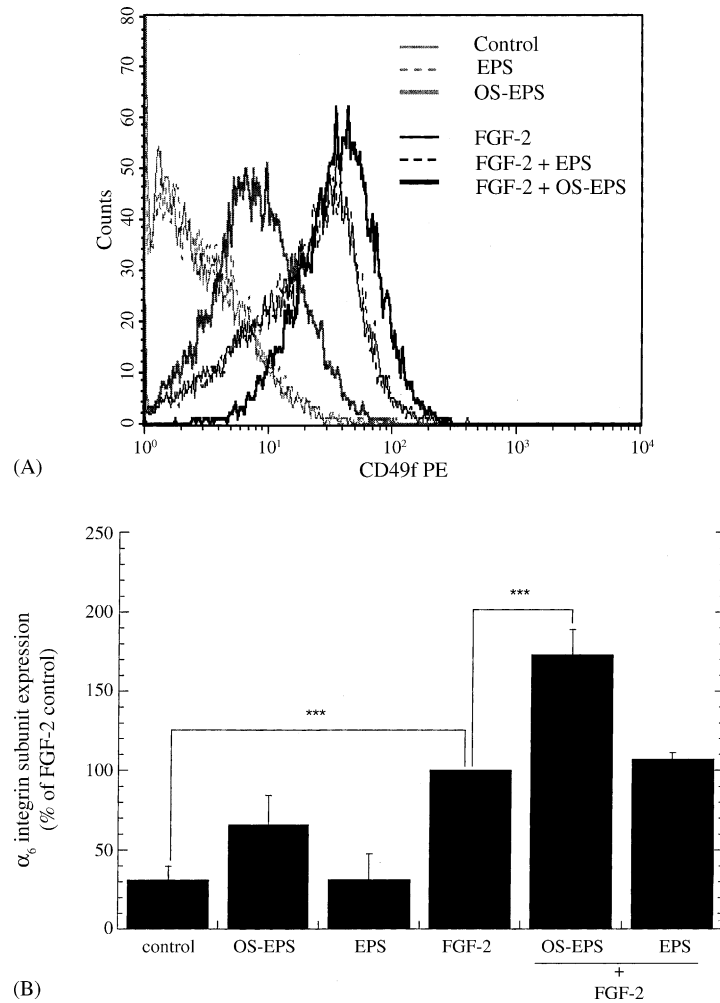 80
70
60
50
40
30
20
10
0
Counts
Control
EPS
OS-EPS
FGF-2
FGF-2 + EPS
FGF-2 + OS-EPS
10⁰
10¹
10²
10³
10⁴
CD49f PE
(A)
250
200
150
100
50
0
α₆ integrin subunit expression
(% of FGF-2 control)
***
***
control
OS-EPS
EPS
FGF-2
OS-EPS
EPS
+
FGF-2
(B)